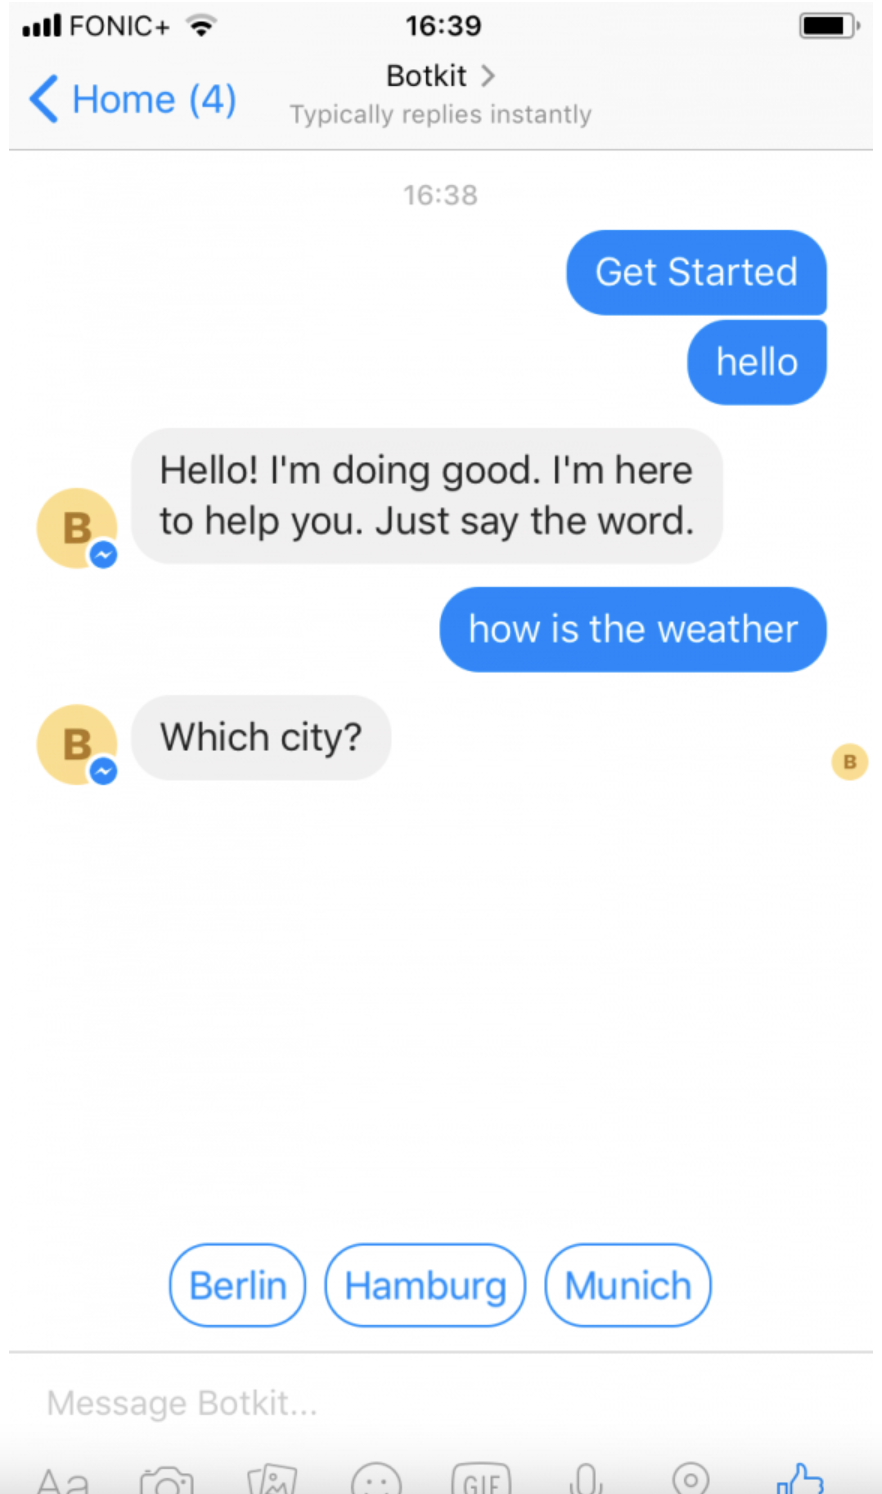 FONIC+ 16:39
Botkit
Home (4)
Typically replies instantly
16:38
Get Started
hello
Hello! I'm doing good. I'm here
to help you. Just say the word.
B
how is the weather
Which city?
B
B
Berlin Hamburg Munich
Message Botkit...
Aa GIF